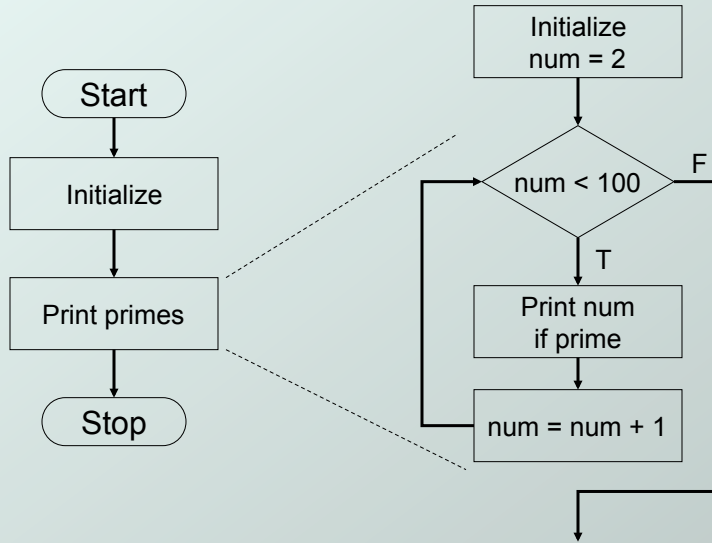 Start
Initialize
Print primes
Stop
Initialize
num = 2
num < 100
F
T
Print num
if prime
num = num + 1